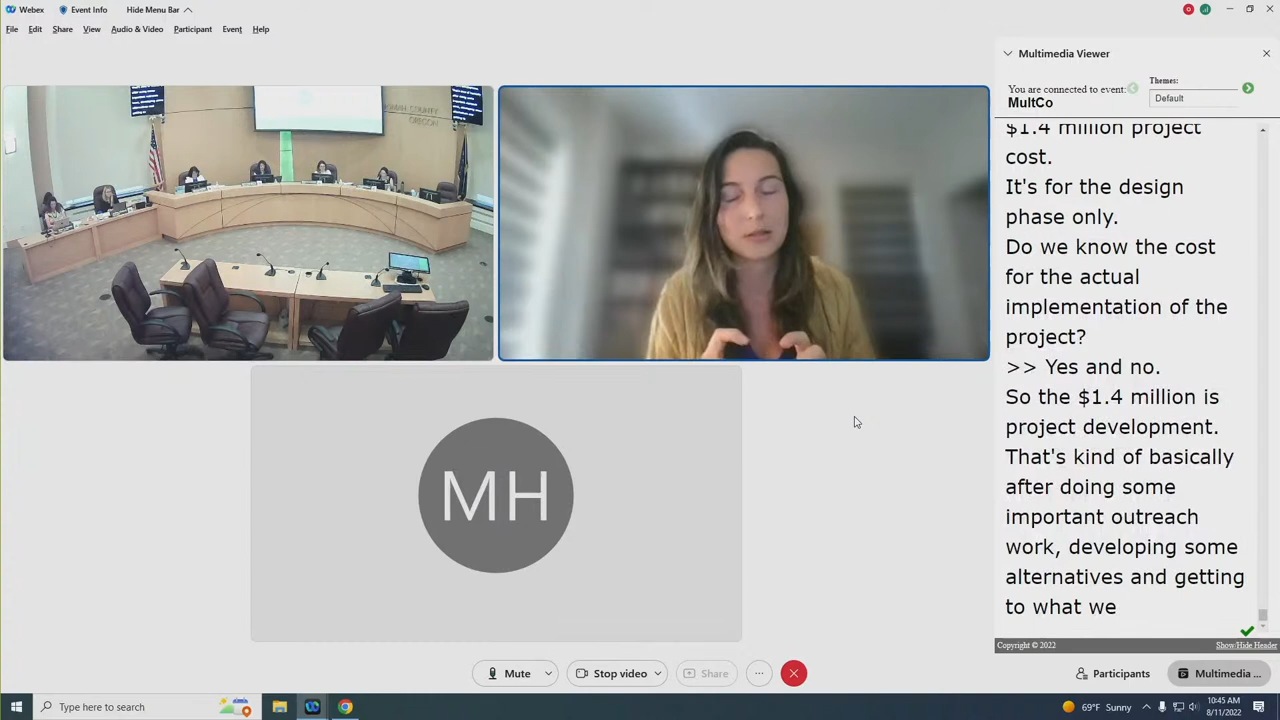 Webex
Event Info
Hide Menu Bar
File Edit Share View Audio & Video Participant Event Help
COUNTY
OREGON
MH
Multimedia Viewer
You are connected to event:
MultCo
Themes:
Default
$1.4 million project
cost.
It's for the design
phase only.
Do we know the cost
for the actual
implementation of the
project?
>> Yes and no.
So the $1.4 million is
project development.
That's kind of basically
after doing some
important outreach
work, developing some
alternatives and getting
to what we
Copyright © 2022
Show/Hide Header
Mute
Stop video
Share
Participants
Multimedia ...
Type here to search
69°F Sunny
10:45 AM
8/11/2022